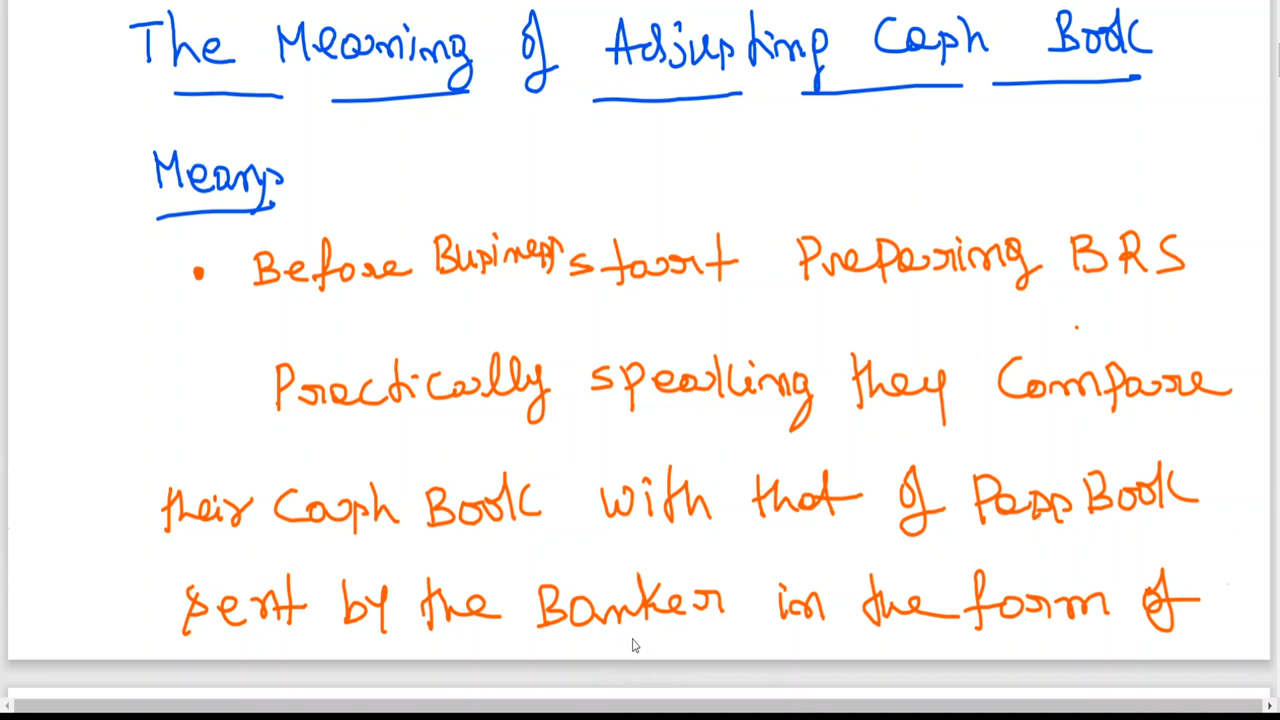 The Meaning of Adjusting Cash Book
Means
• Before Business start Preparing BRS
Practically speaking they Compare
their Cash Book with that of Pass Book
sent by the Banker in the form of